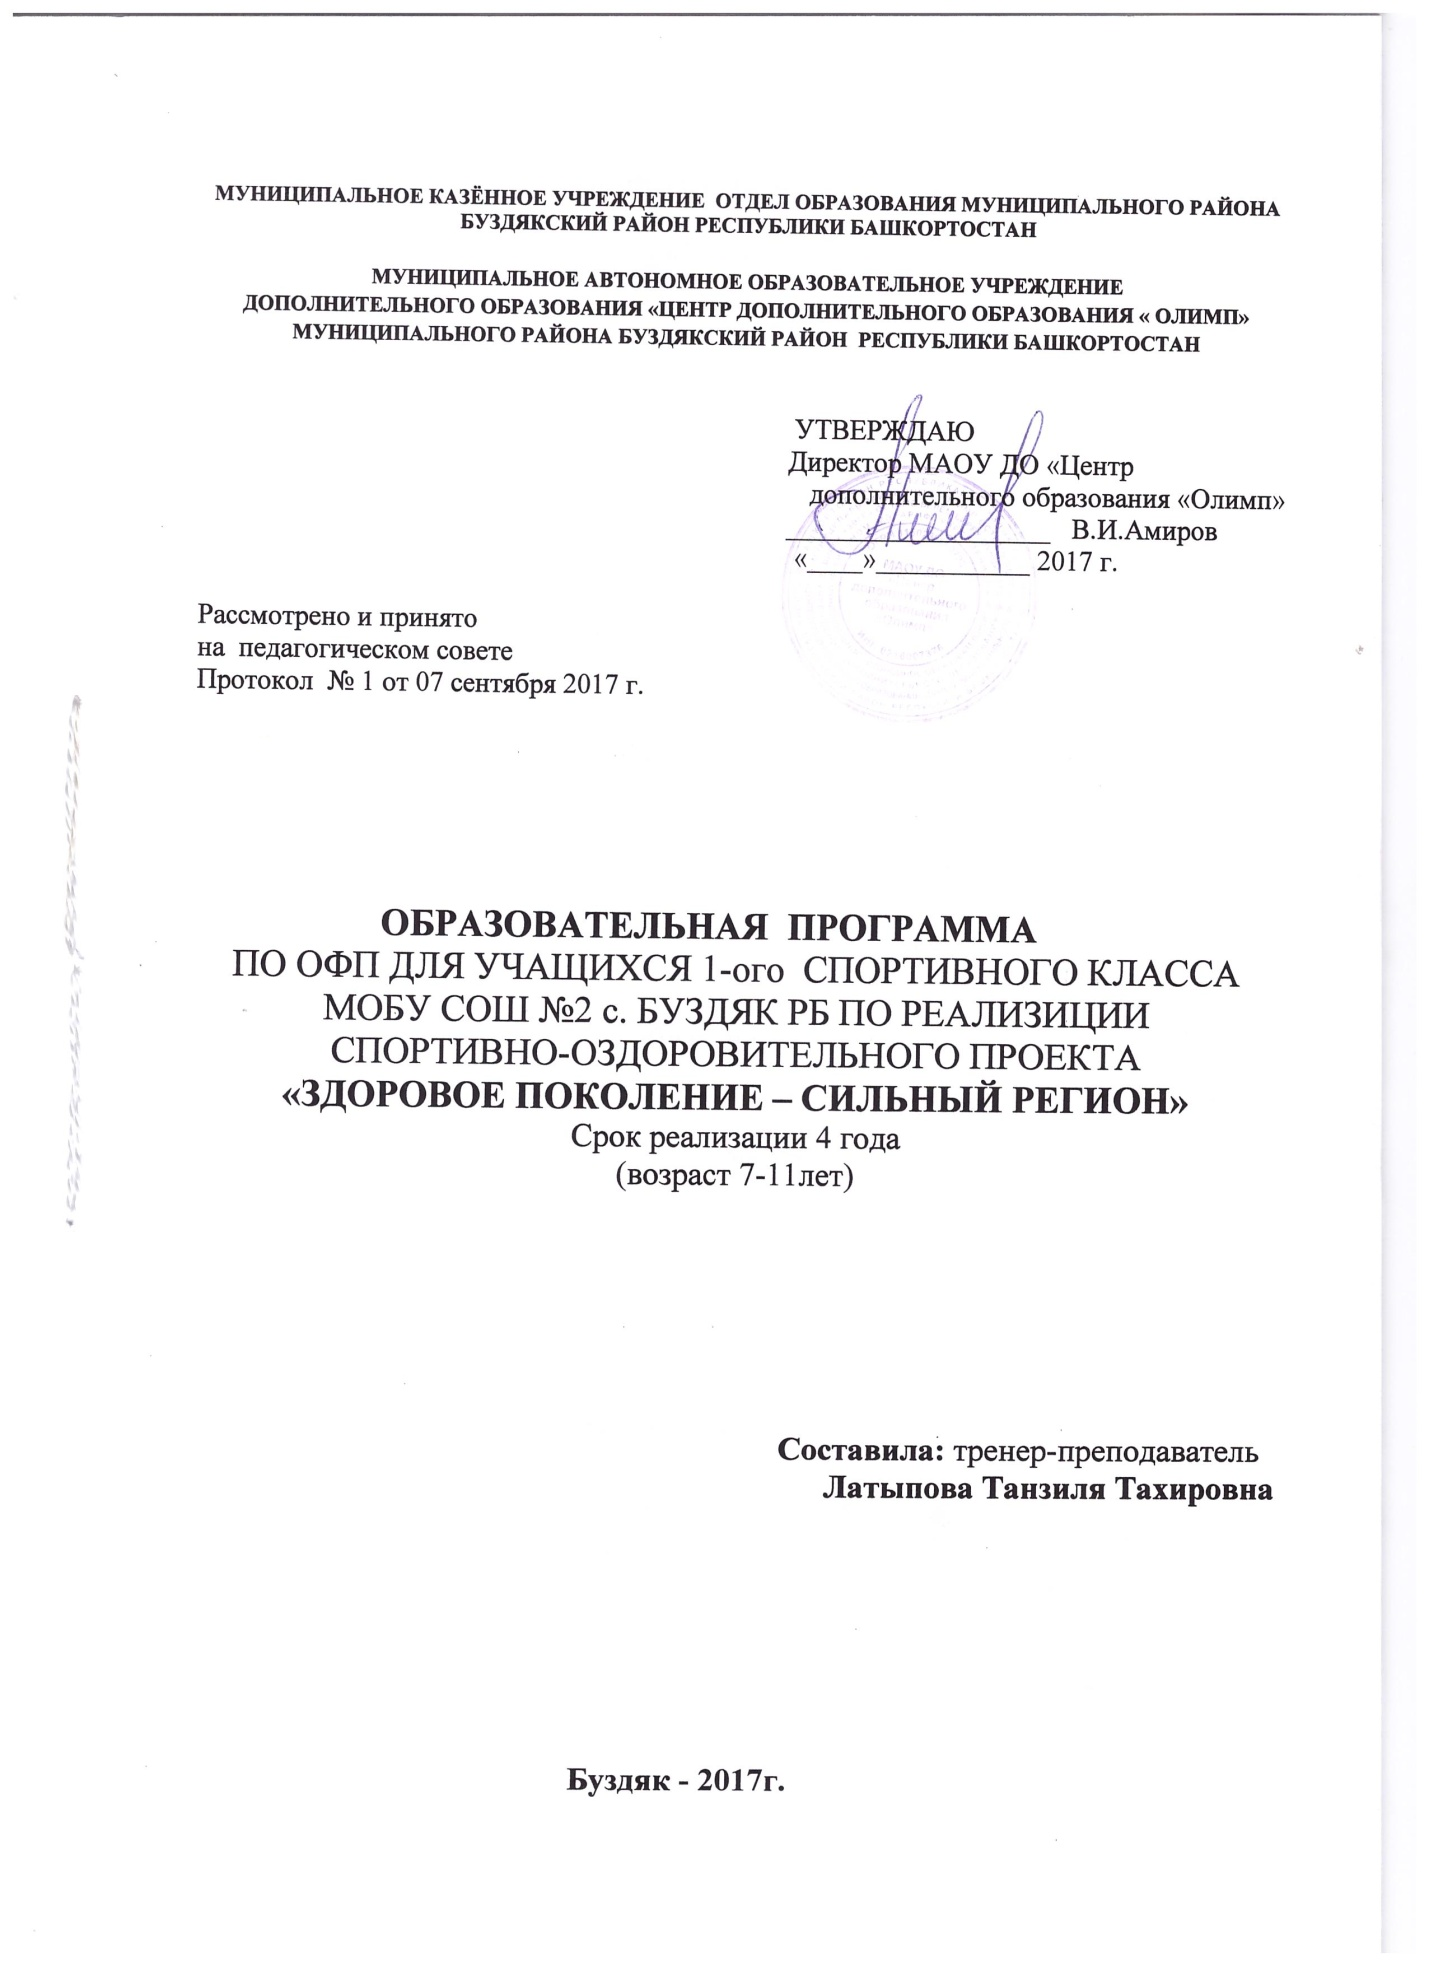 МУНИЦИПАЛЬНОЕ КАЗЁННОЕ УЧРЕЖДЕНИЕ ОТДЕЛ ОБРАЗОВАНИЯ МУНИЦИПАЛЬНОГО РАЙОНА
БУЗДЯКСКИЙ РАЙОН РЕСПУБЛИКИ БАШКОРТОСТАН
МУНИЦИПАЛЬНОЕ АВТОНОМНОЕ ОБРАЗОВАТЕЛЬНОЕ УЧРЕЖДЕНИЕ
ДОПОЛНИТЕЛЬНОГО ОБРАЗОВАНИЯ «ЦЕНТР ДОПОЛНИТЕЛЬНОГО ОБРАЗОВАНИЯ « ОЛИМП»
МУНИЦИПАЛЬНОГО РАЙОНА БУЗДЯКСКИЙ РАЙОН РЕСПУБЛИКИ БАШКОРТОСТАН
УТВЕРЖДАЮ
Директор МАОУ ДО «Центр
дополнительного образования «Олимп»
___________________ В.И.Амиров
«____»___________ 2017 г.
Рассмотрено и принято
на педагогическом совете
Протокол № 1 от 07 сентября 2017 г.
ОБРАЗОВАТЕЛЬНАЯ ПРОГРАММА
ПО ОФП ДЛЯ УЧАЩИХСЯ 1-ого СПОРТИВНОГО КЛАССА
МОБУ СОШ №2 с. БУЗДЯК РБ ПО РЕАЛИЗИЦИИ
СПОРТИВНО-ОЗДОРОВИТЕЛЬНОГО ПРОЕКТА
«ЗДОРОВОЕ ПОКОЛЕНИЕ – СИЛЬНЫЙ РЕГИОН»
Срок реализации 4 года
(возраст 7-11лет)
Составила: тренер-преподаватель
Латыпова Танзиля Тахировна
Буздяк - 2017г.